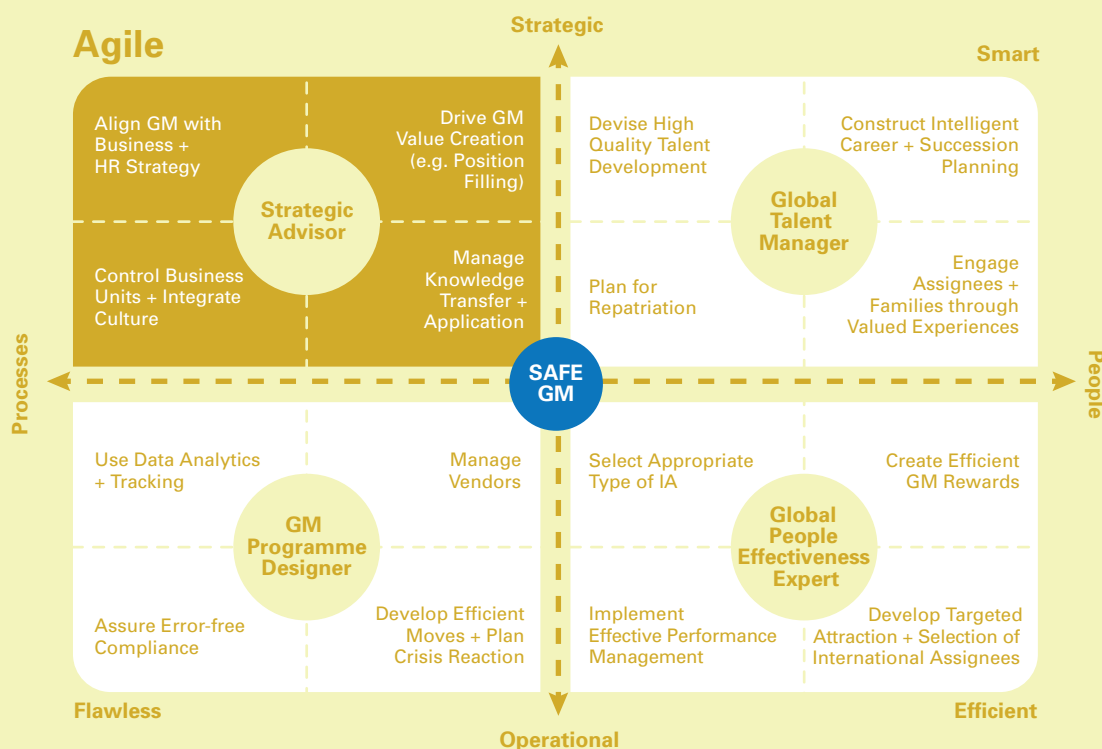 Strategic
Agile
Smart
Align GM with
Business +
HR Strategy
Drive GM
Value Creation
(e.g. Position
Filling)
Strategic
Advisor
Control Business
Units + Integrate
Culture
Manage
Knowledge
Transfer +
Application
Devise High
Quality Talent
Development
Construct Intelligent
Career + Succession
Planning
Global
Talent
Manager
Plan for
Repatriation
Engage
Assignees +
Families through
Valued Experiences
Processes
SAFE
GM
People
Use Data Analytics
+ Tracking
Manage
Vendors
GM
Programme
Designer
Assure Error-free
Compliance
Develop Efficient
Moves + Plan
Crisis Reaction
Select Appropriate
Type of IA
Create Efficient
GM Rewards
Global
People
Effectiveness
Expert
Implement
Effective Performance
Management
Develop Targeted
Attraction + Selection of
International Assignees
Flawless
Efficient
Operational